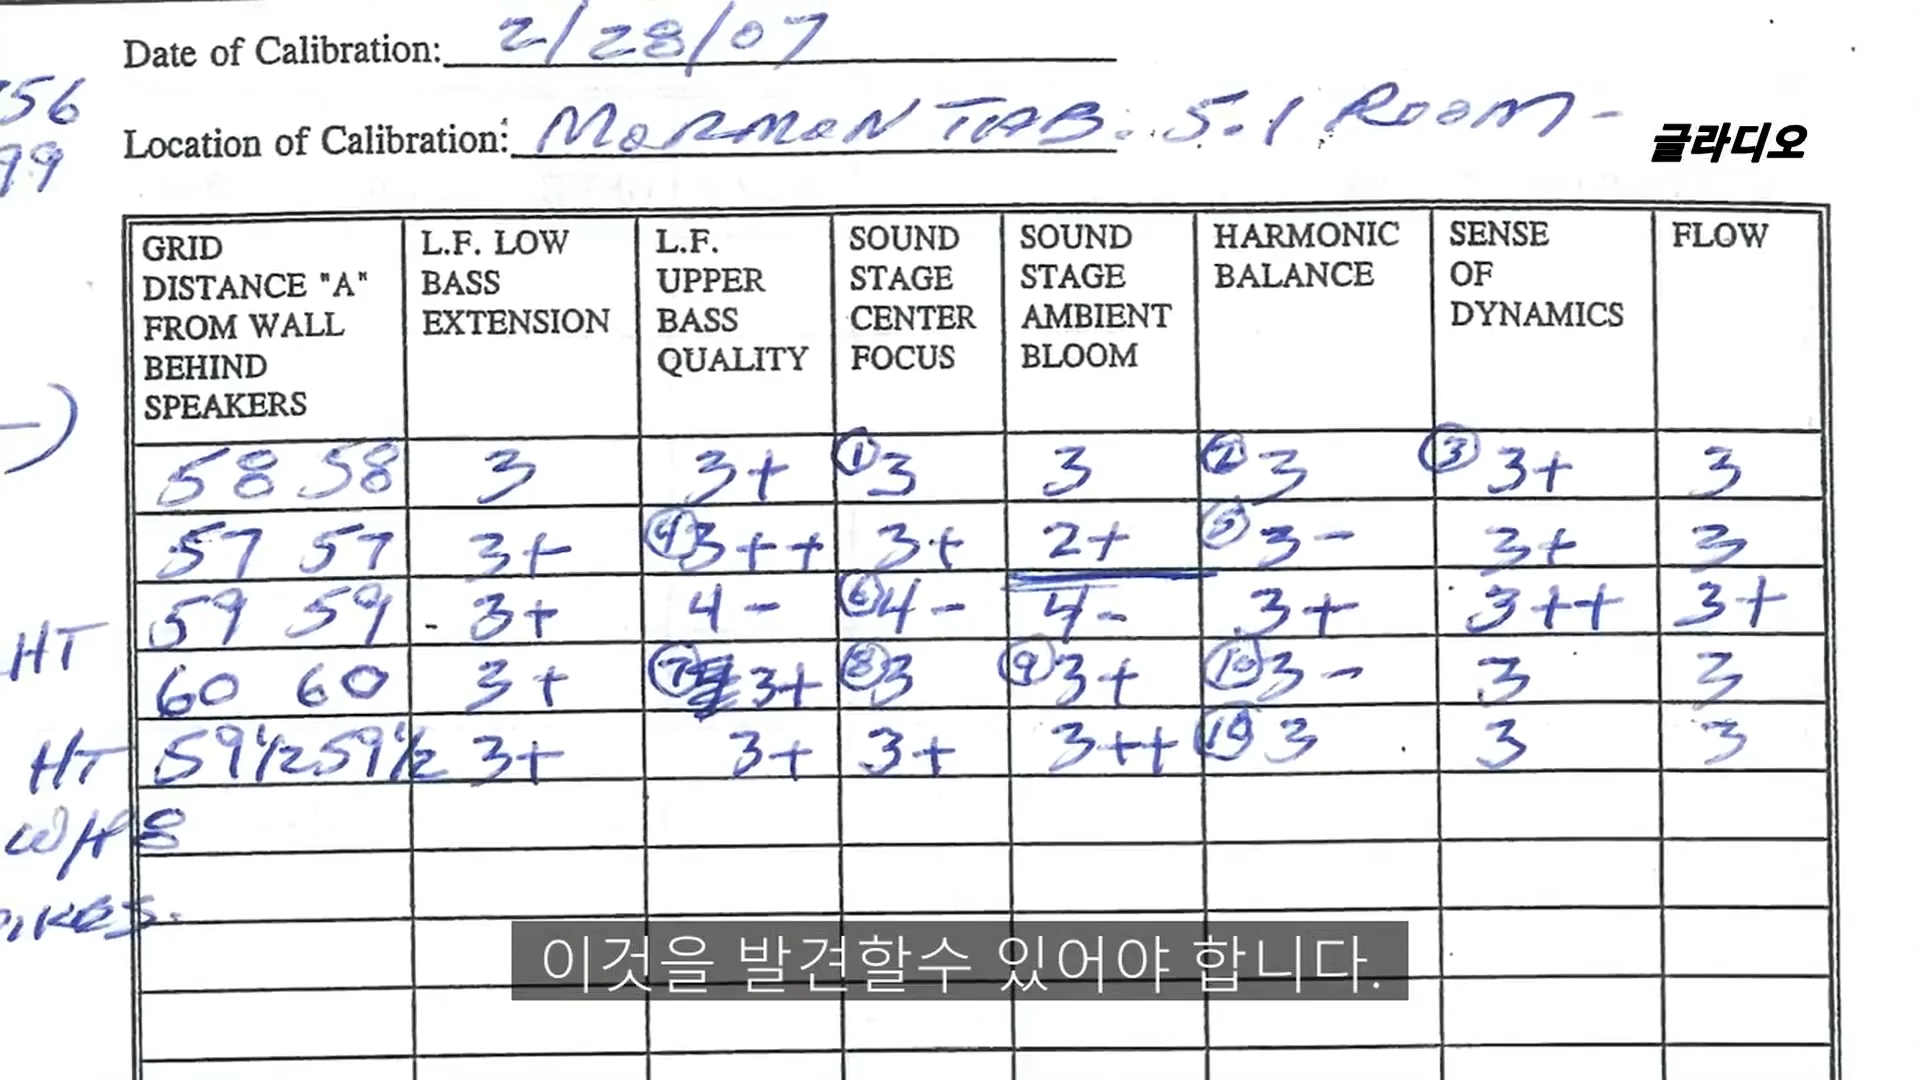 Date of Calibration: 2/28/07
56
Location of Calibration: MORMON TAB. 5.1 ROOM -
99
글라디오
GRID DISTANCE "A" FROM WALL BEHIND SPEAKERS
L.F. LOW BASS EXTENSION
L.F. UPPER BASS QUALITY
SOUND STAGE CENTER FOCUS
SOUND STAGE AMBIENT BLOOM
HARMONIC BALANCE
SENSE OF DYNAMICS
FLOW
58 58 3 3+ ①3 3 ②3 ③3+ 3
57 57 3+ ④3++ 3+ 2+ ⑤3- 3+ 3
HT 59 59 3+ 4- ⑥4- 4- 3+ 3++ 3+
60 60 3+ ⑦3+ ⑧3 ⑨3+ ⑩3- 3 3
HT 59½ 59½ 3+ 3+ 3+ 3++ 3 3 3
이것을 발견할수 있어야 합니다.